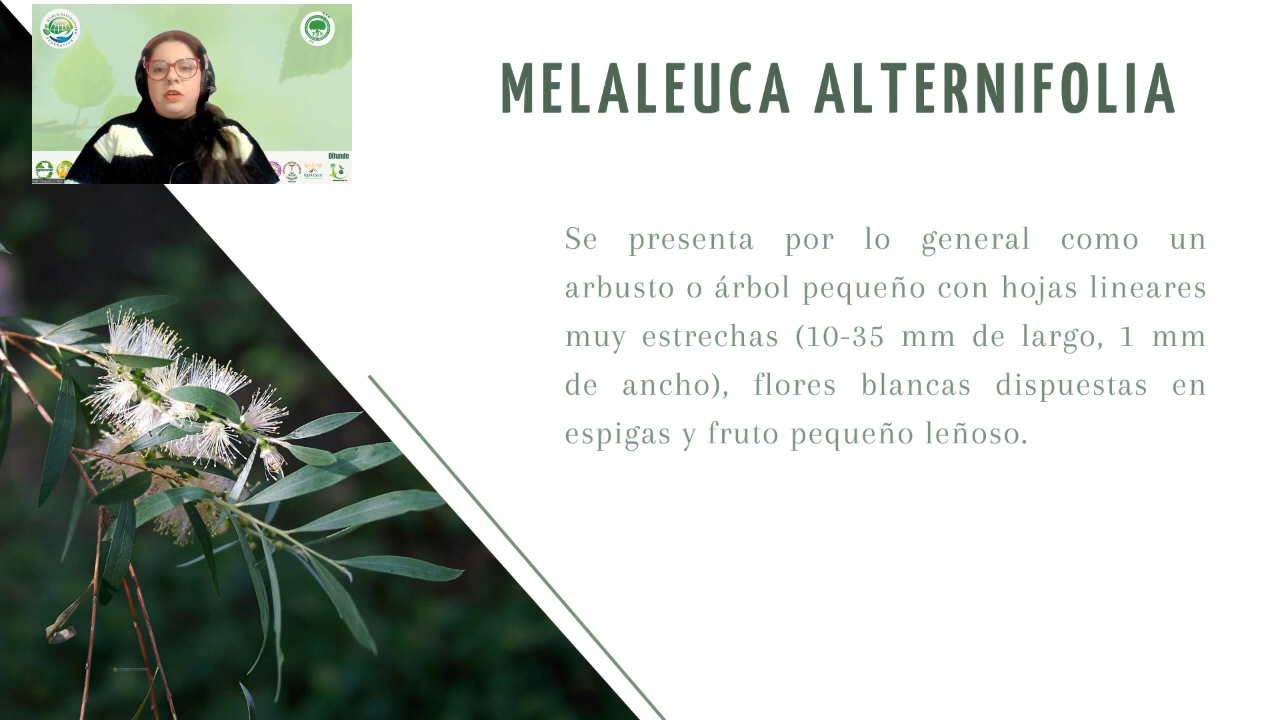 Difunde
MELALEUCA ALTERNIFOLIA
Se presenta por lo general como un
arbusto o árbol pequeño con hojas lineares
muy estrechas (10-35 mm de largo, 1 mm
de ancho), flores blancas dispuestas en
espigas y fruto pequeño leñoso.